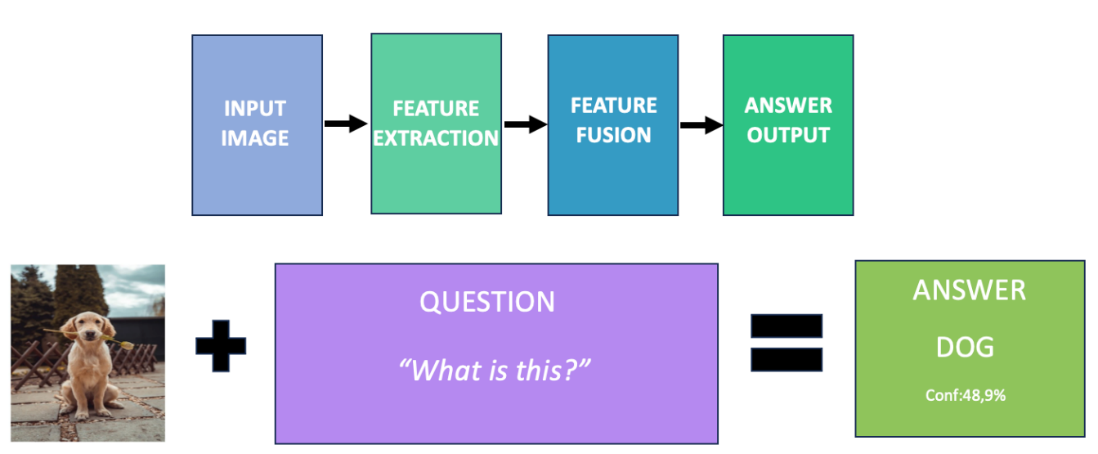 INPUT
IMAGE
FEATURE
EXTRACTION
FEATURE
FUSION
ANSWER
OUTPUT
QUESTION
“What is this?”
ANSWER
DOG
Conf:48,9%